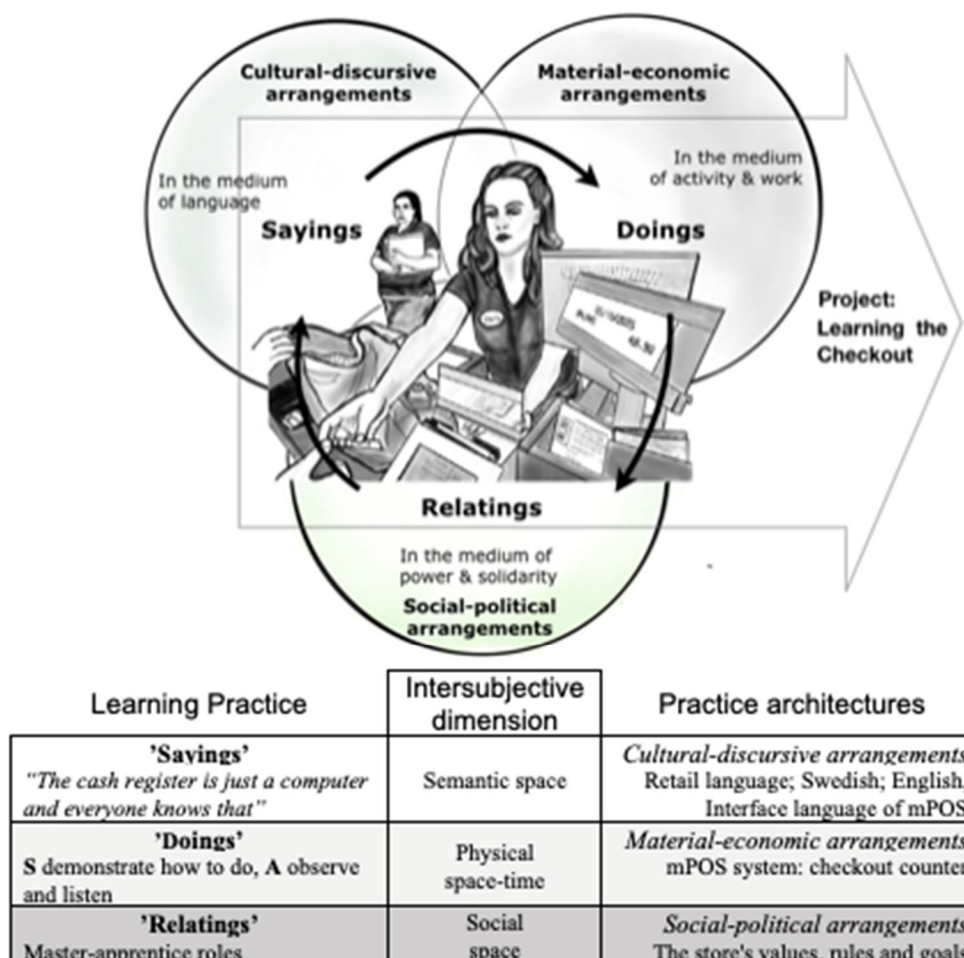 Cultural-discursive
arrangements
Material-economic
arrangements
In the medium
of language
In the medium
of activity & work
Sayings
Doings
Project:
Learning the
Checkout
Relatings
In the medium of
power & solidarity
Social-political
arrangements
Learning Practice
Intersubjective
dimension
Practice architectures
’Sayings’
"The cash register is just a computer
and everyone knows that"
Semantic space
Cultural-discursive arrangements
Retail language; Swedish; English,
Interface language of mPOS
’Doings’
S demonstrate how to do, A observe
and listen
Physical
space-time
Material-economic arrangements
mPOS system: checkout counter
’Relatings’
Master-apprentice roles
Social
space
Social-political arrangements
The store's values, rules and goals